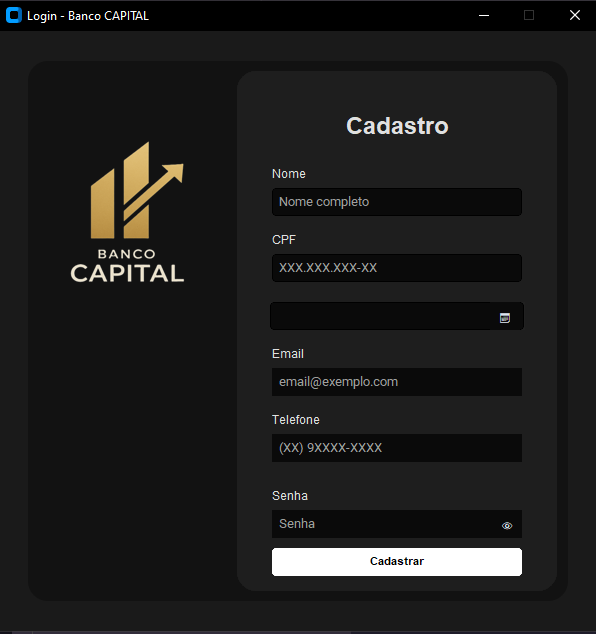 Login - Banco CAPITAL
BANCO
CAPITAL
Cadastro
Nome
Nome completo
CPF
XXX.XXX.XXX-XX
Email
email@exemplo.com
Telefone
(XX) 9XXXX-XXXX
Senha
Senha
Cadastrar